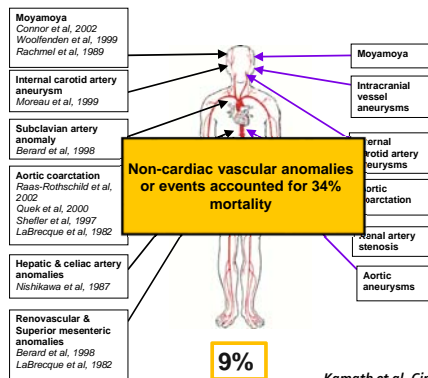 Moyamoya
Connor et al, 2002
Woolfenden et al, 1999
Rachmel et al, 1989
Internal carotid artery
aneurysm
Moreau et al, 1999
Subclavian artery
anomaly
Berard et al, 1998
Aortic coarctation
Raas-Rothschild et al,
2002
Quek et al, 2000
Shefler et al, 1997
LaBrecque et al, 1982
Hepatic & celiac artery
anomalies
Nishikawa et al, 1987
Renovascular &
Superior mesenteric
anomalies
Berard et al, 1998
LaBrecque et al, 1982
Non-cardiac vascular anomalies
or events accounted for 34%
mortality
9%
Moyamoya
Intracranial
vessel
aneurysms
artery
stenosis
Aortic
aneurysms
Kamath et al,